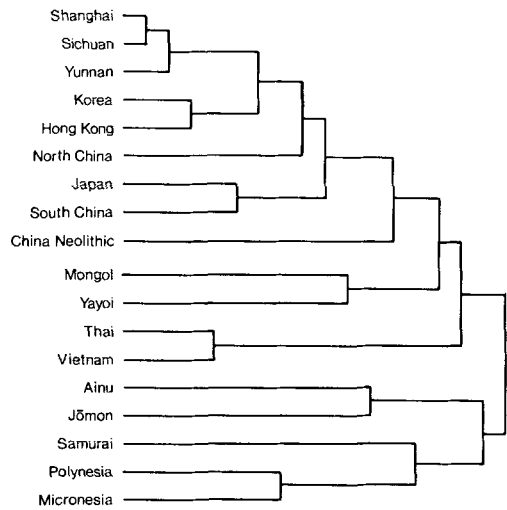 Shanghai
Sichuan
Yunnan
Korea
Hong Kong
North China
Japan
South China
China Neolithic
Mongol
Yayoi
Thai
Vietnam
Ainu
Jōmon
Samurai
Polynesia
Micronesia